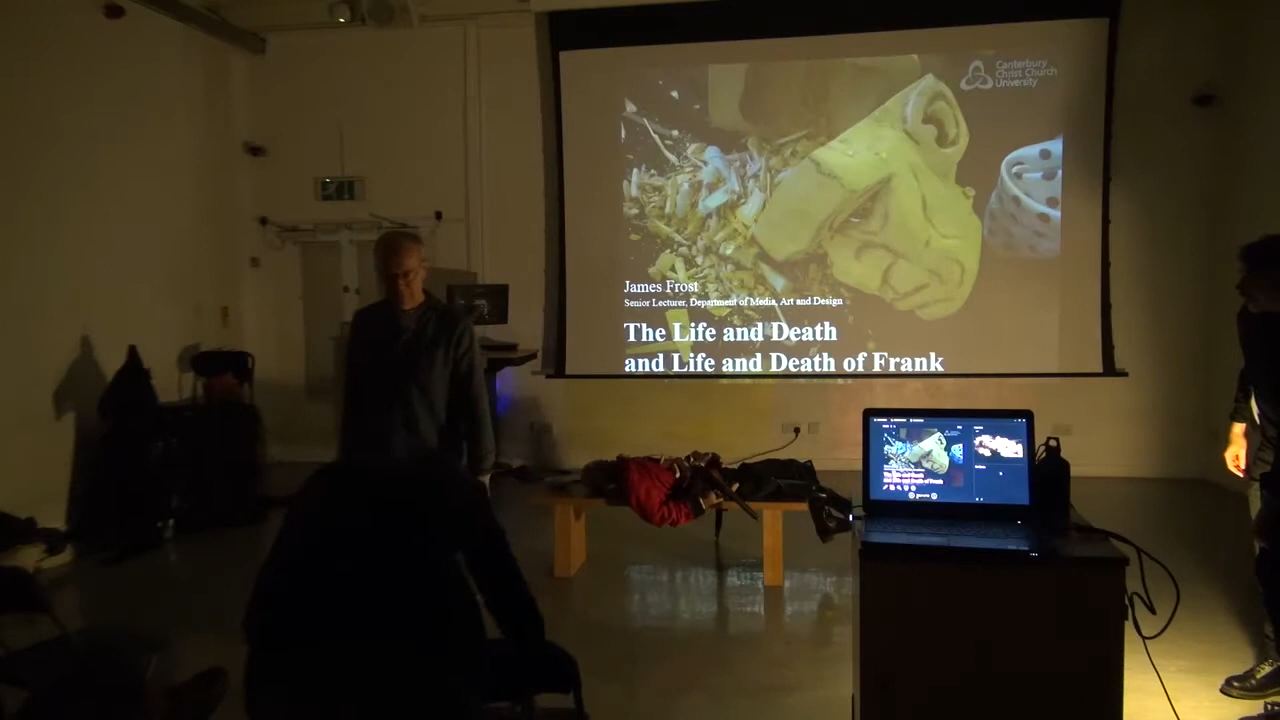 Canterbury
Christ Church
University
James Frost
Senior Lecturer, Department of Media, Art and Design
The Life and Death
and Life and Death of Frank